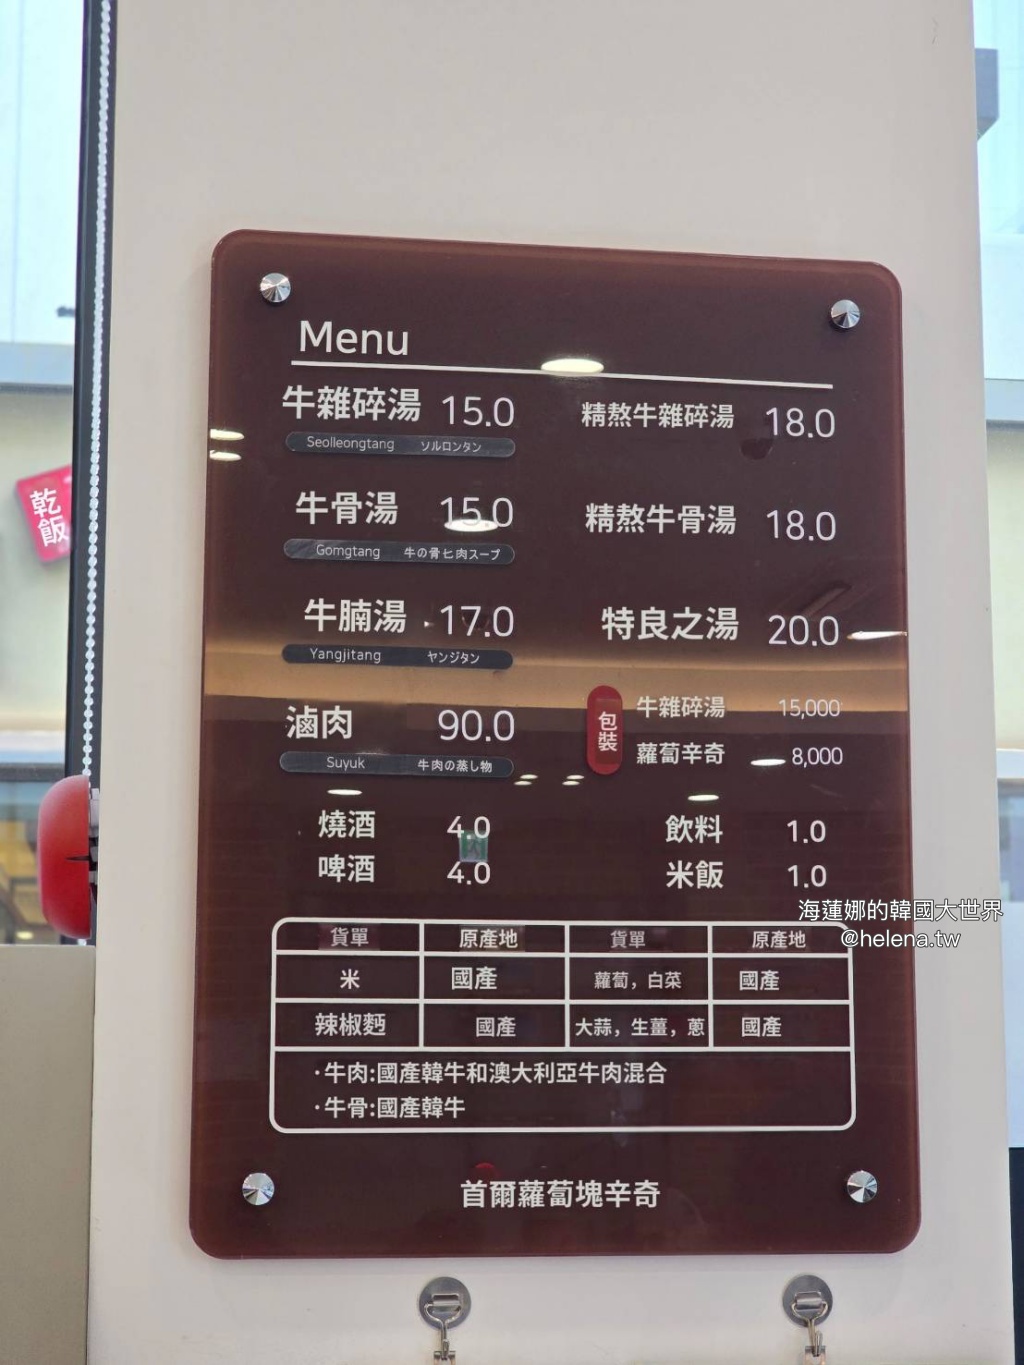 Menu
牛雜碎湯 15.0
Seolleongtang ソルロンタン
精熬牛雜碎湯 18.0
牛骨湯 15.0
Gomgtang 牛の骨ヒ肉スープ
精熬牛骨湯 18.0
牛腩湯 17.0
Yangjitang ヤンジタン
特良之湯 20.0
滷肉 90.0
Suyuk 牛肉の蒸し物
包裝
牛雜碎湯 15,000
蘿蔔辛奇 8,000
燒酒 4.0
飲料 1.0
啤酒 4.0
米飯 1.0
海蓮娜的韓國大世界
@helena.tw
貨單 原產地 貨單 原產地
米 國產 蘿蔔，白菜 國產
辣椒麪 國產 大蒜，生薑，蔥 國產
·牛肉:國產韓牛和澳大利亞牛肉混合
·牛骨:國產韓牛
首爾蘿蔔塊辛奇
乾飯